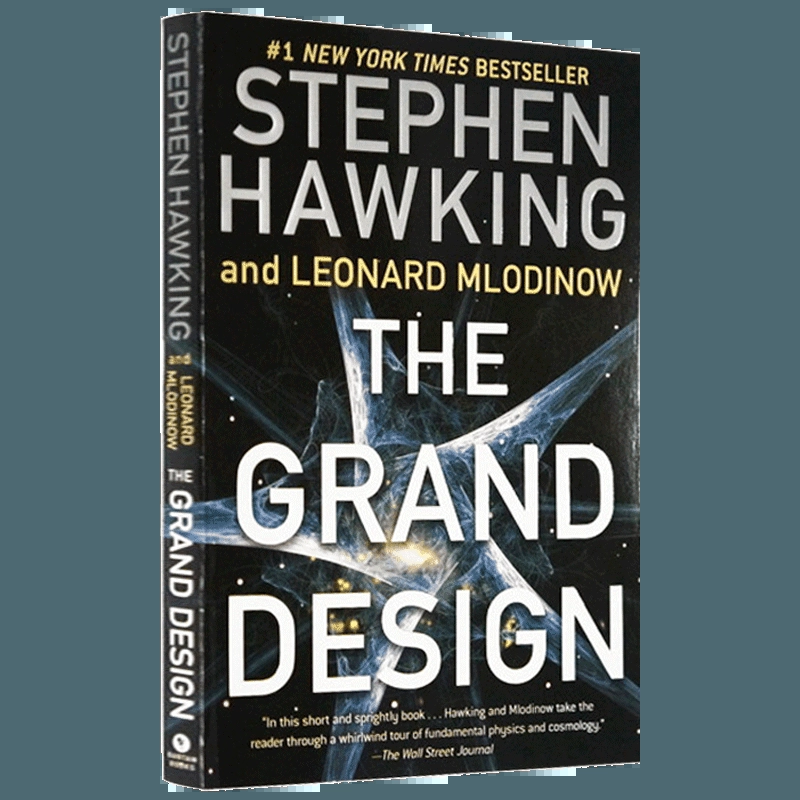 #1 NEW YORK TIMES BESTSELLER
STEPHEN
HAWKING
and LEONARD MLODINOW
THE
GRAND
DESIGN
"In this short and sprightly book . . . Hawking and Mlodinow take the
reader through a whirlwind tour of fundamental physics and cosmology."
—The Wall Street Journal
STEPHEN HAWKING
and
LEONARD
MLODINOW
THE
GRAND DESIGN
BANTAM
BOOKS